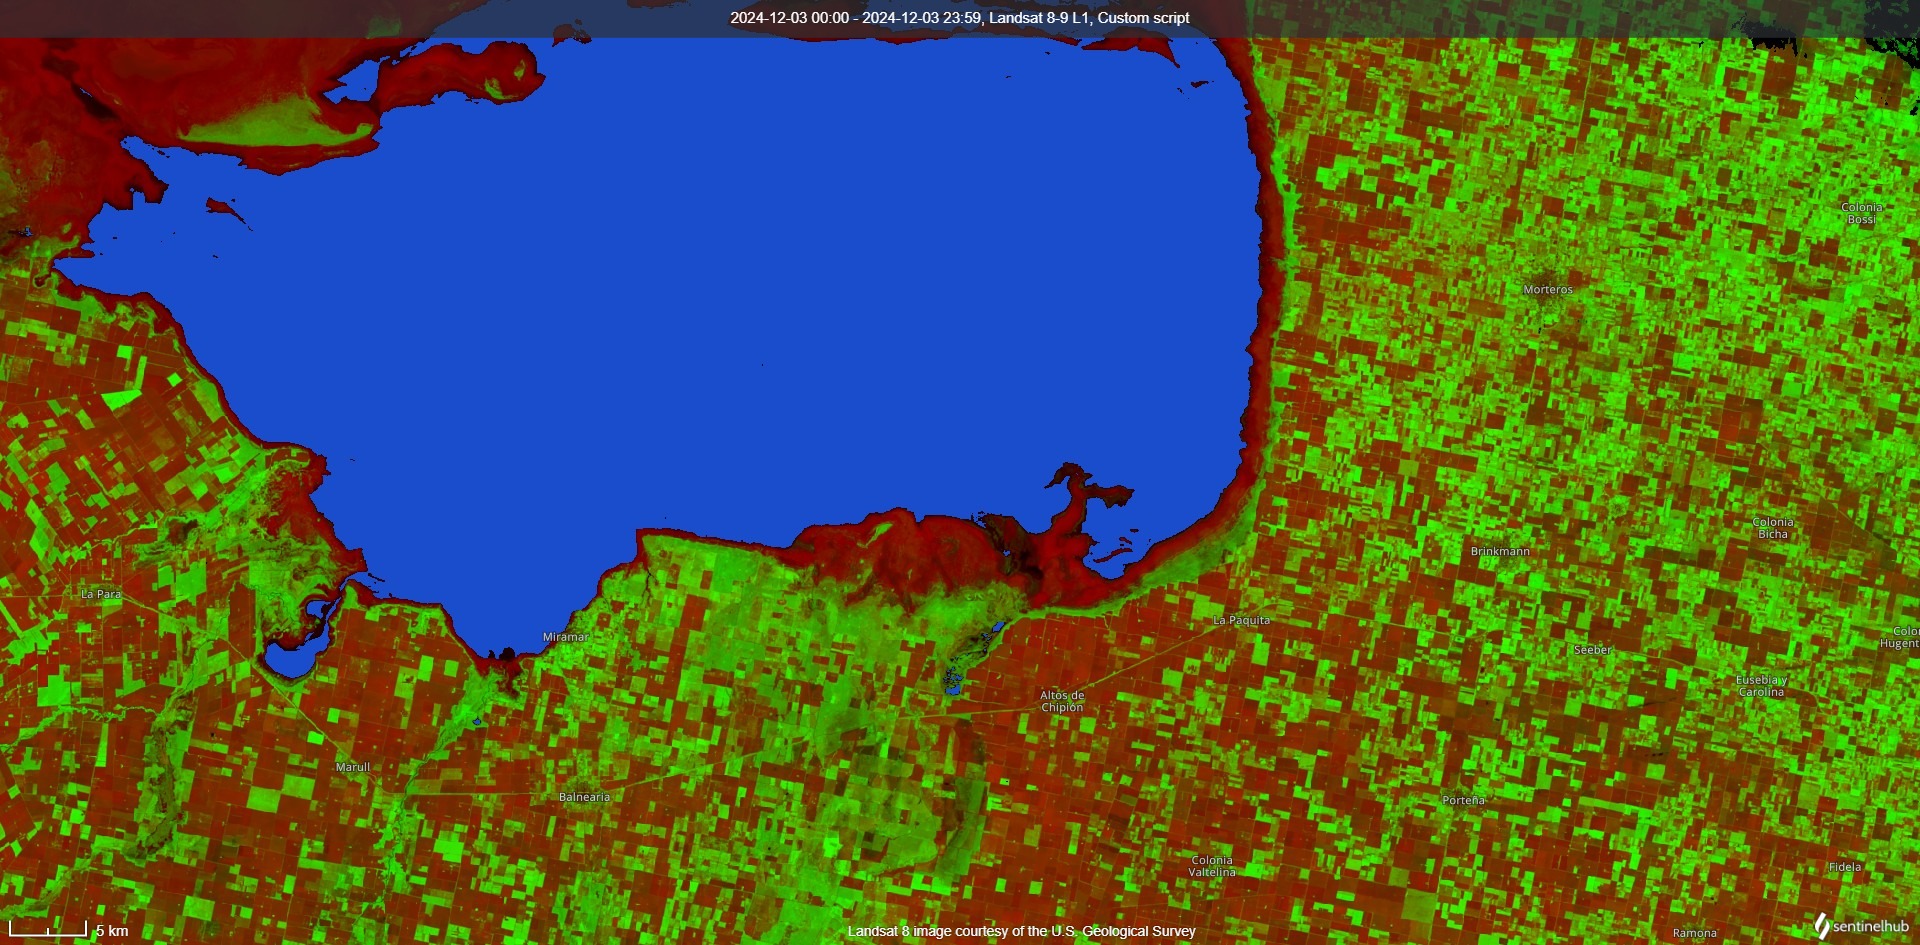 2024-12-03 00:00 - 2024-12-03 23:59, Landsat 8-9 L1, Custom script
Colonia
Bossi
Morteros
Colonia
Bicha
Brinkmann
La Para
La Paquita
Miramar
Colo
Hugent
Seeber
Eusebia y
Carolina
Altos de
Chipión
Marull
Balnearia
Porteña
Colonia
Valtelina
Fidela
5 km
Landsat 8 image courtesy of the U.S. Geological Survey
sentinelhub
Ramona